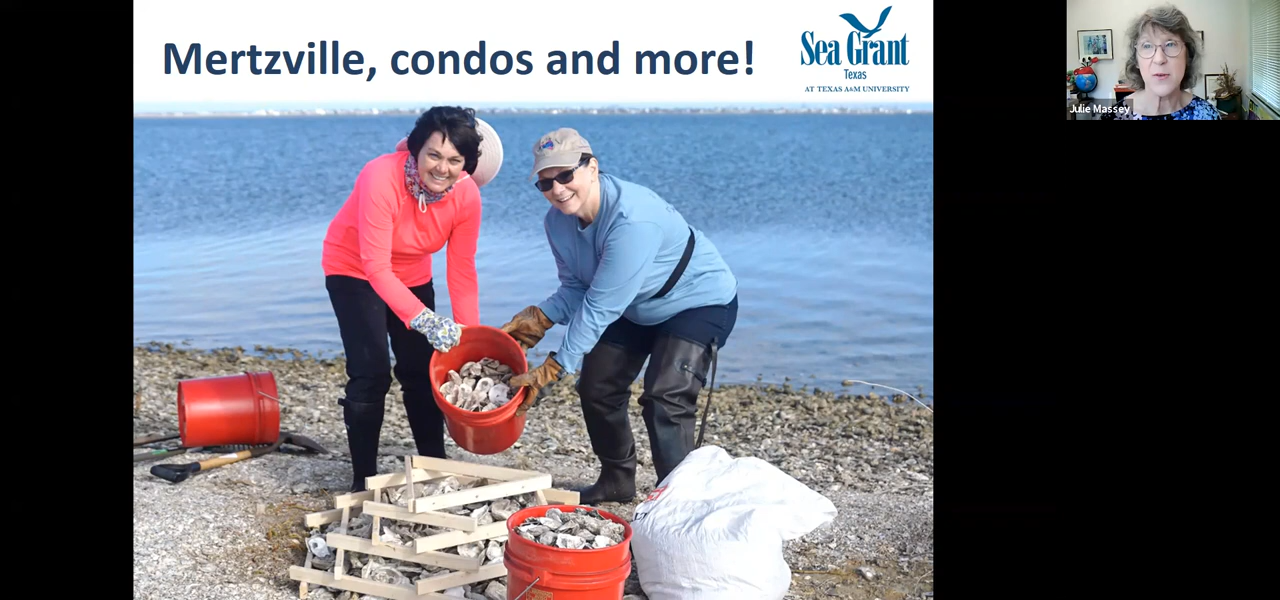 Mertzville, condos and more!
Sea Grant
Texas
AT TEXAS A&M UNIVERSITY
Julie Massey